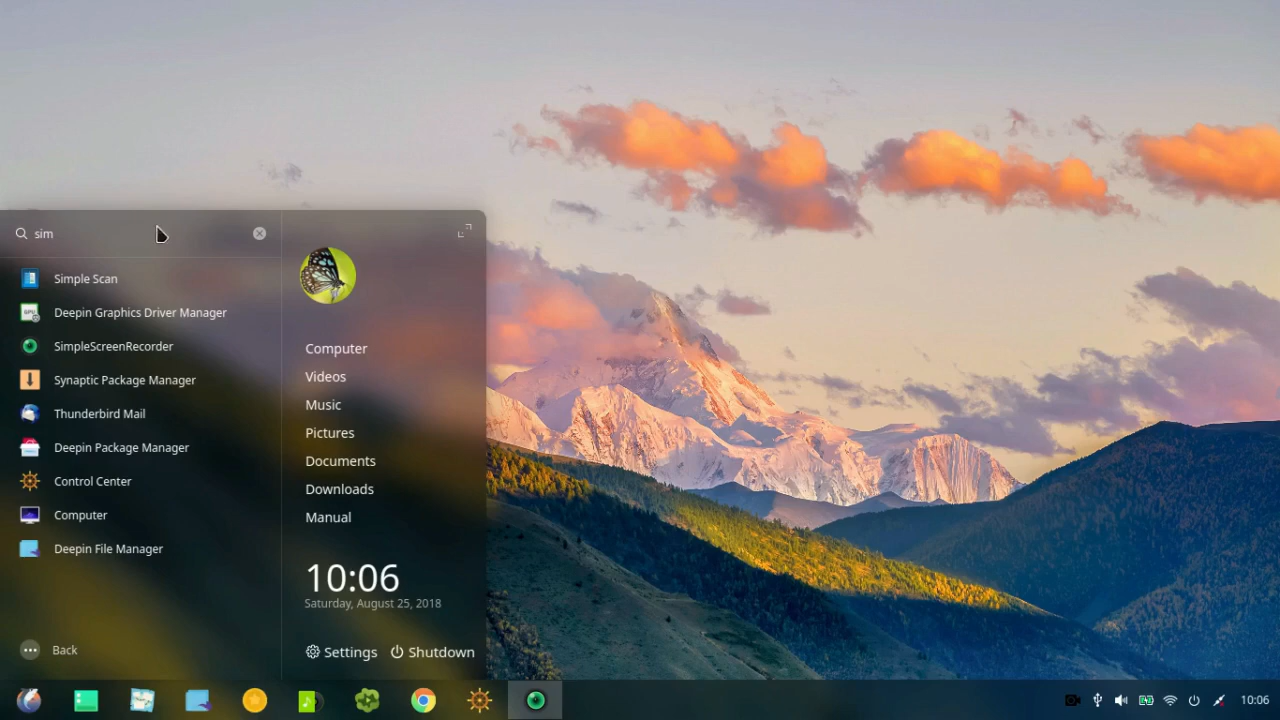 sim
Simple Scan
Deepin Graphics Driver Manager
SimpleScreenRecorder
Synaptic Package Manager
Thunderbird Mail
Deepin Package Manager
Control Center
Computer
Deepin File Manager
Back
Computer
Videos
Music
Pictures
Documents
Downloads
Manual
10:06
Saturday, August 25, 2018
Settings
Shutdown
10:06